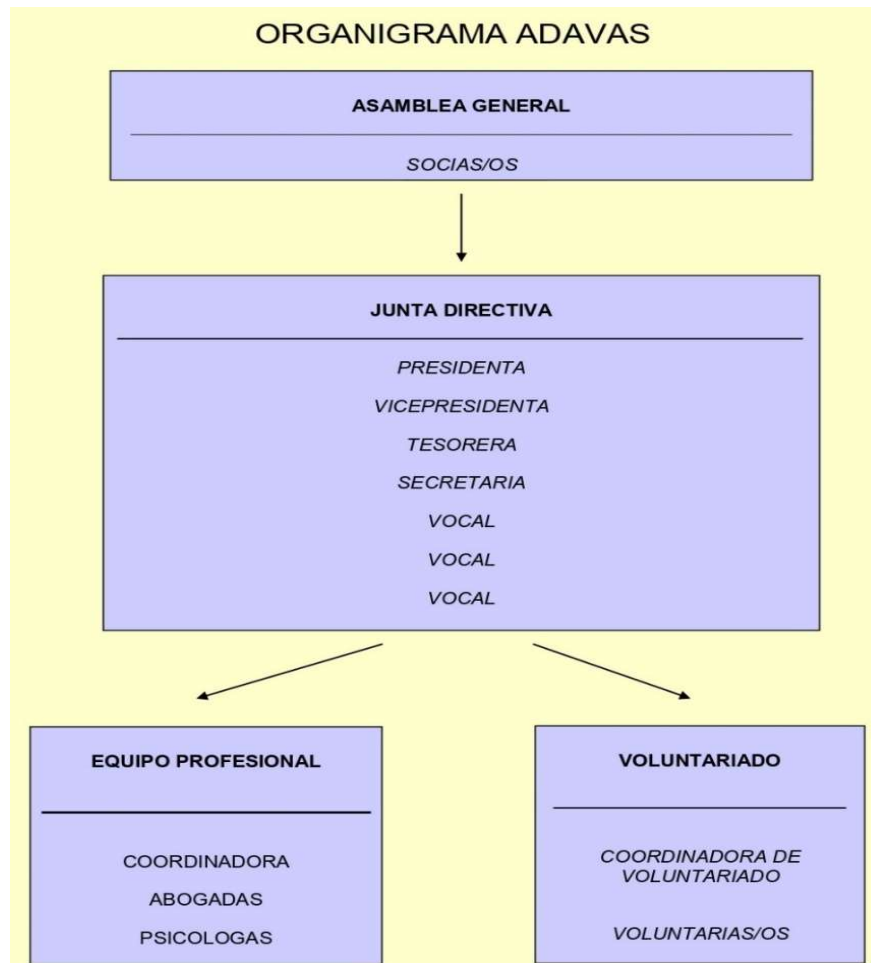 ORGANIGRAMA ADAVAS
ASAMBLEA GENERAL
SOCIAS/OS
JUNTA DIRECTIVA
PRESIDENTA
VICEPRESIDENTA
TESORERA
SECRETARIA
VOCAL
VOCAL
VOCAL
EQUIPO PROFESIONAL
COORDINADORA
ABOGADAS
PSICOLOGAS
VOLUNTARIADO
COORDINADORA DE
VOLUNTARIADO
VOLUNTARIAS/OS